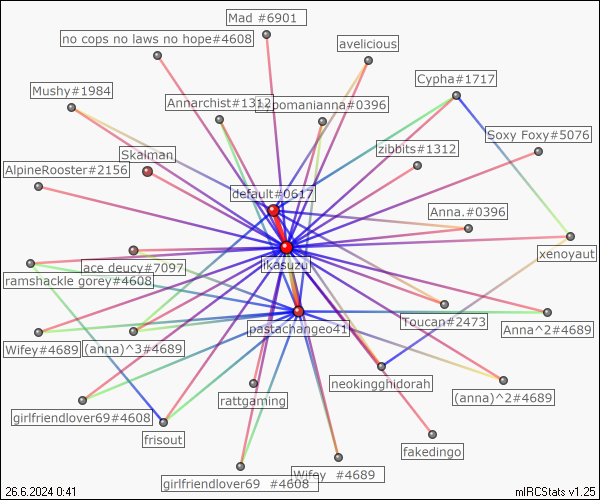 Mad #6901
no cops no laws no hope#4608
avelicious
Cypha#1717
Mushy#1984
Annarchist#1312
pomanianna#0396
Soxy Foxy#5076
zibbits#1312
Skalman
AlpineRooster#2156
default#0617
Anna.#0396
xenoyaut
ikasuzu
ace deucy#7097
ramshackle gorey#4608
Toucan#2473
Anna^2#4689
pastachangeo41
Wifey#4689
(anna)^3#4689
neokingghidorah
(anna)^2#4689
rattgaming
girlfriendlover69#4608
frisout
fakedingo
Wifey #4689
girlfriendlover69 #4608
26.6.2024 0:41
mIRCStats v1.25